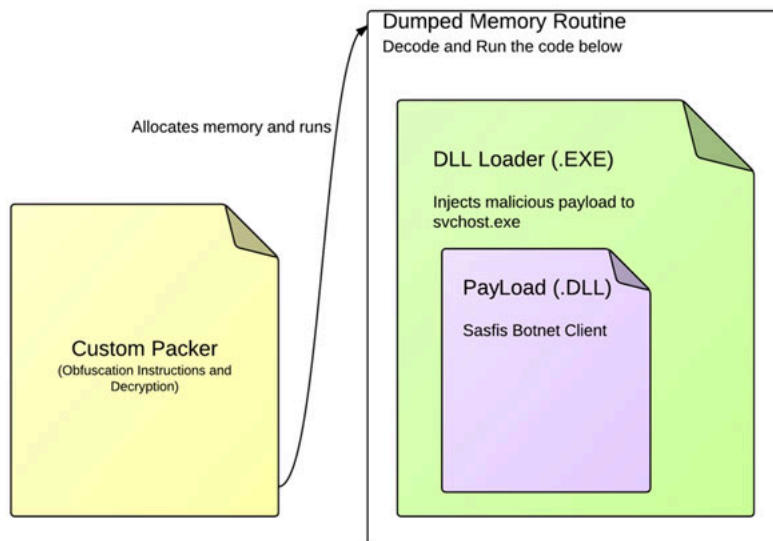 Dumped Memory Routine
Decode and Run the code below
Allocates memory and runs
DLL Loader (.EXE)
Injects malicious payload to
svchost.exe
PayLoad (.DLL)
Sasfis Botnet Client
Custom Packer
(Obfuscation Instructions and
Decryption)